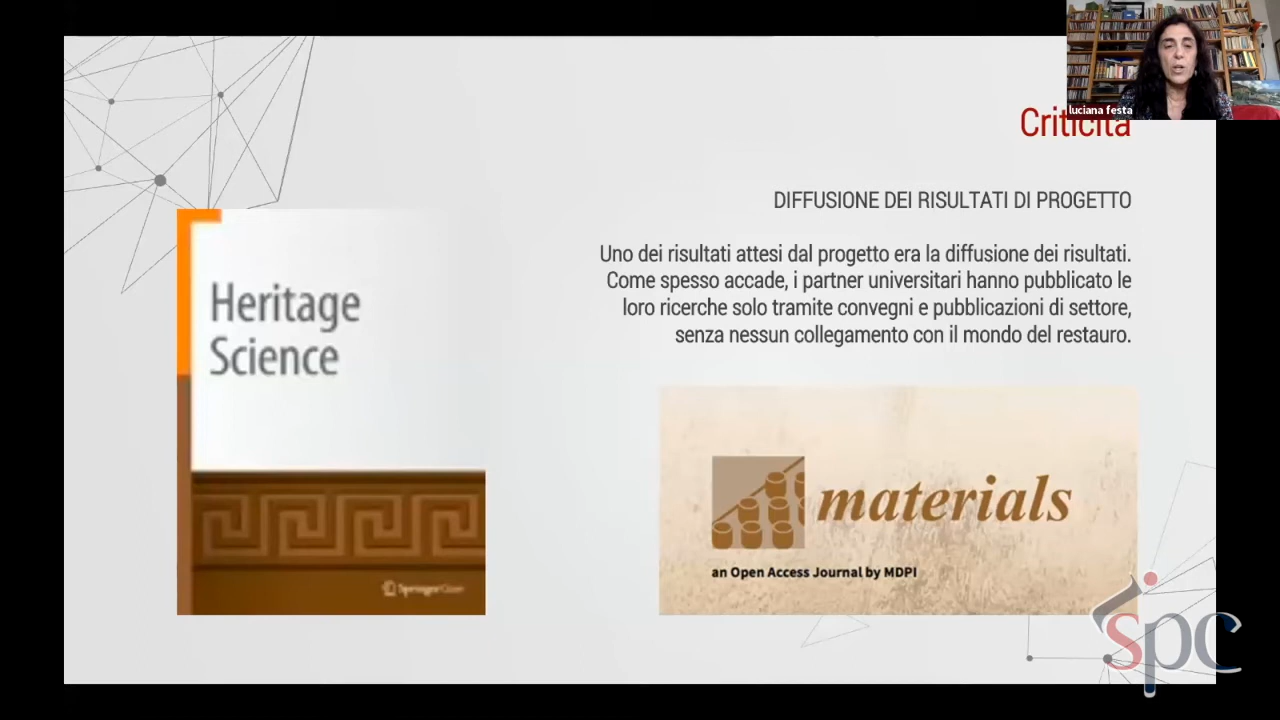 luciana festa
Criticità
DIFFUSIONE DEI RISULTATI DI PROGETTO
Uno dei risultati attesi dal progetto era la diffusione dei risultati.
Come spesso accade, i partner universitari hanno pubblicato le
loro ricerche solo tramite convegni e pubblicazioni di settore,
senza nessun collegamento con il mondo del restauro.
Heritage
Science
Springer Open
materials
an Open Access Journal by MDPI
spc